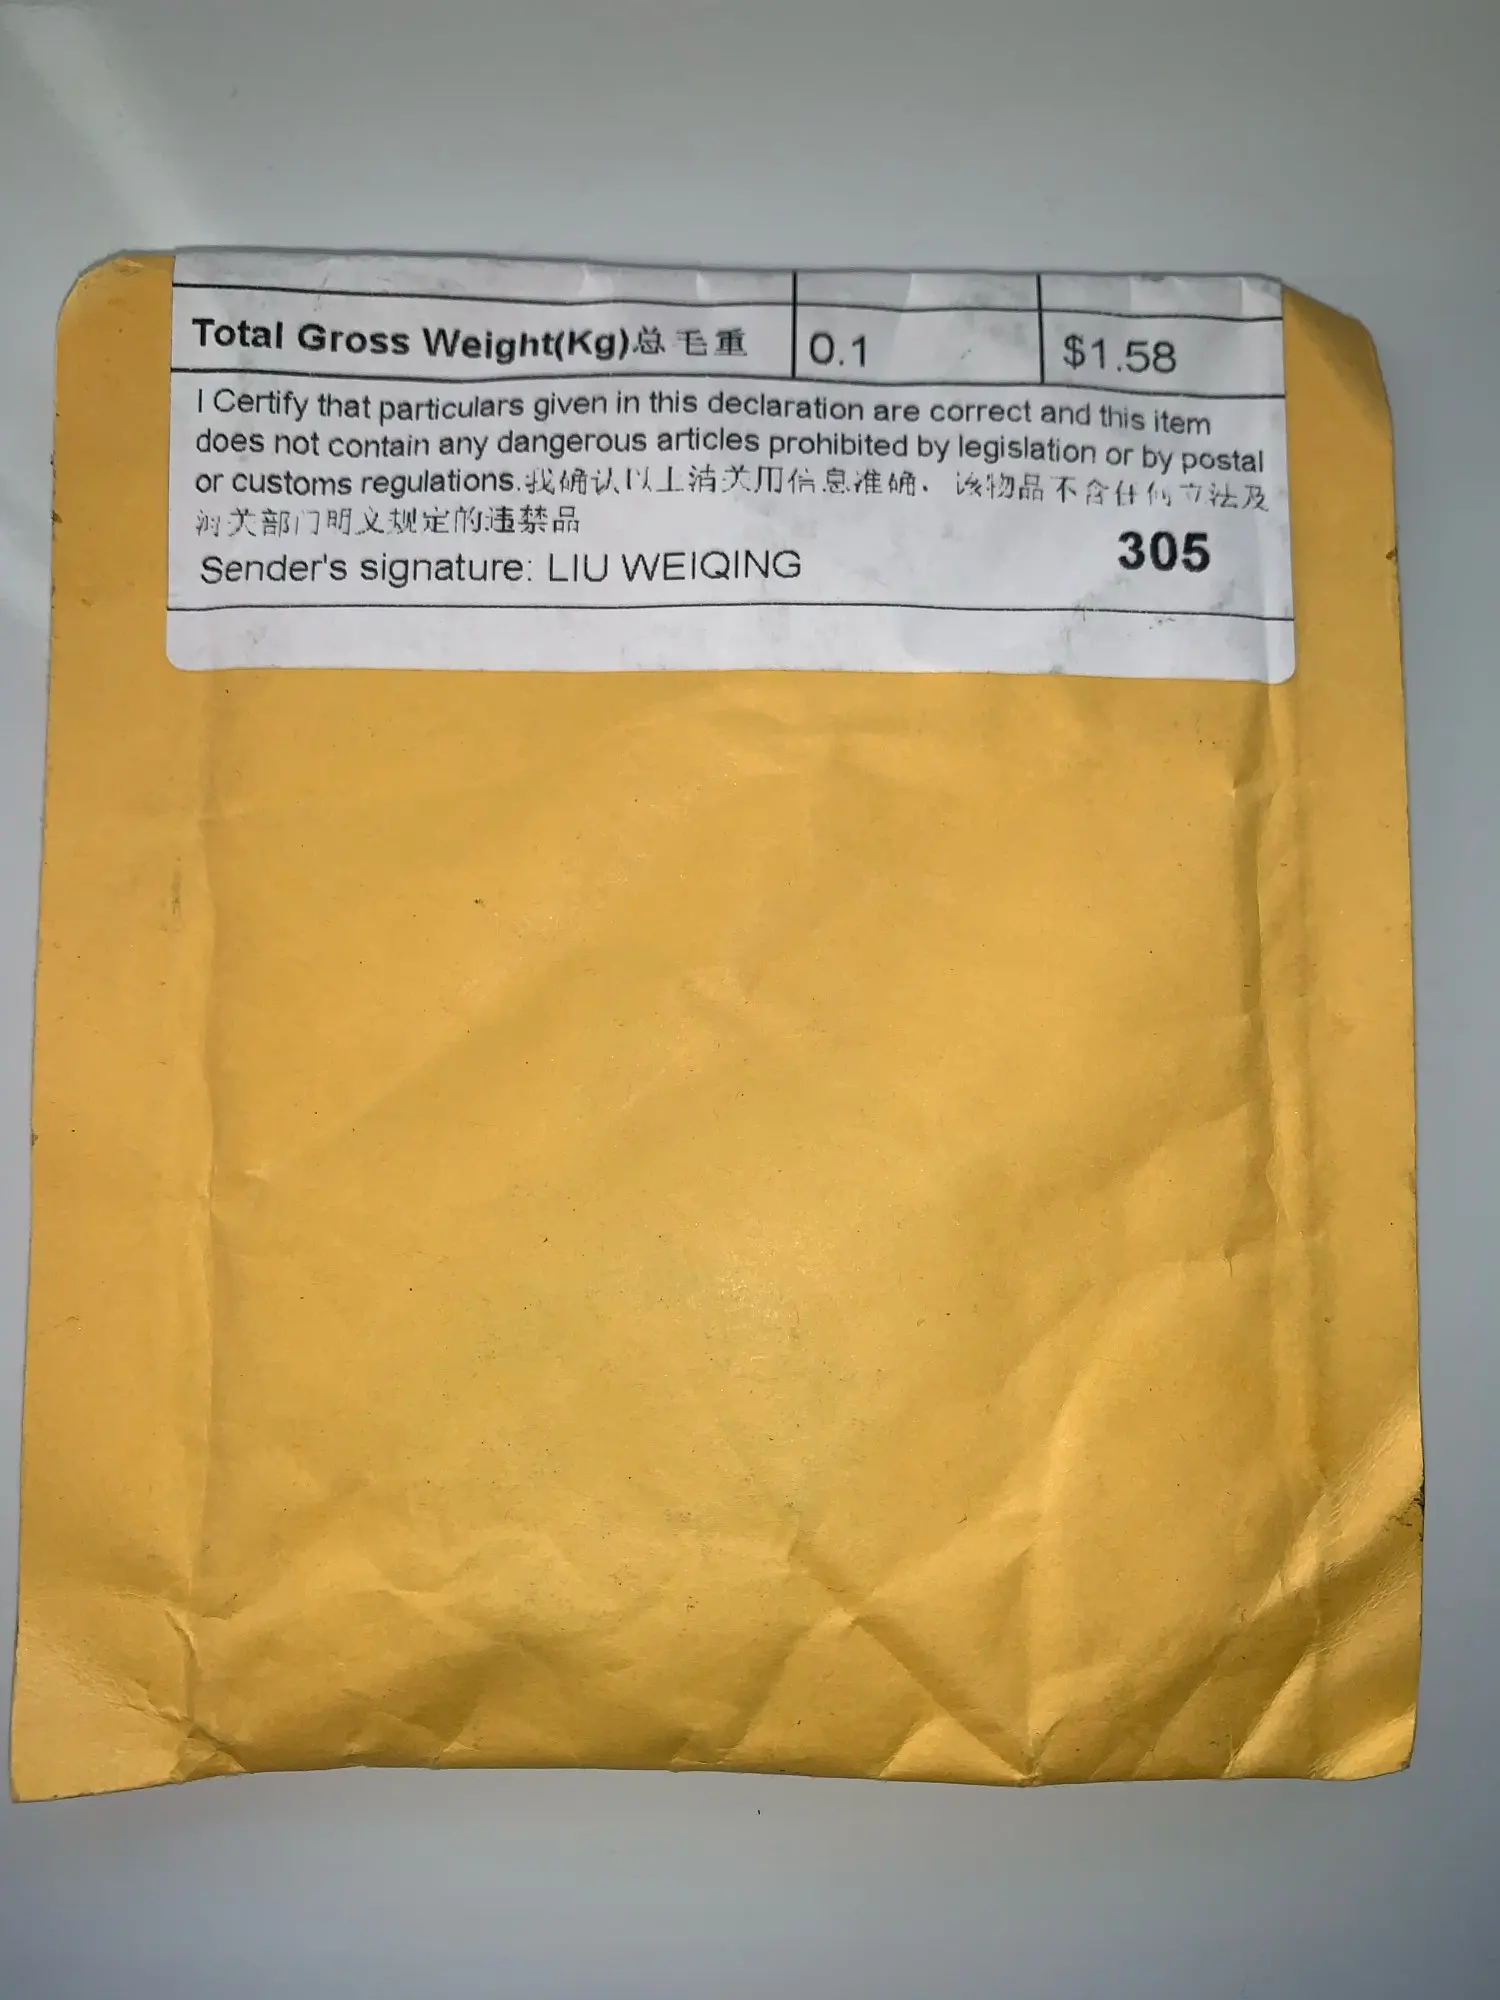 Total Gross Weight(Kg)总毛重 0.1 $1.58
I Certify that particulars given in this declaration are correct and this item
does not contain any dangerous articles prohibited by legislation or by postal
or customs regulations.我确认以上清关用信息准确、该物品不含任何立法及
海关部门明义规定的违禁品
Sender's signature: LIU WEIQING
305